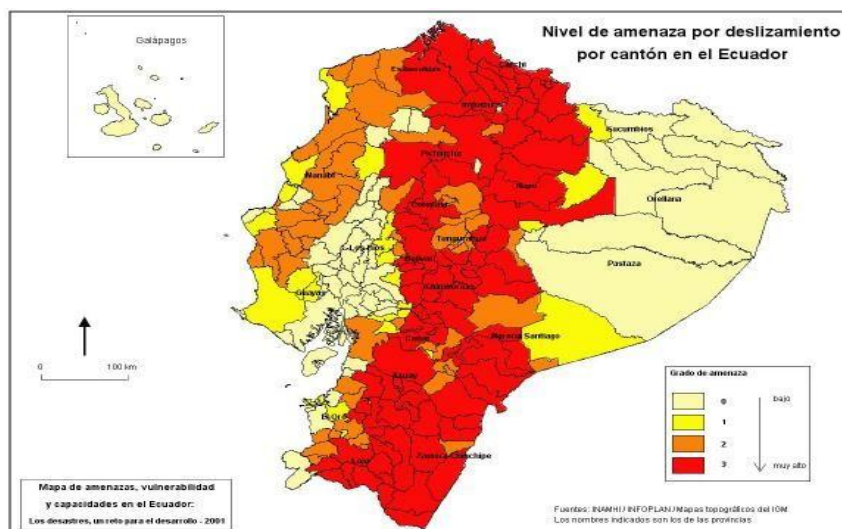 Galápagos
Nivel de amenaza por deslizamiento
por cantón en el Ecuador
Esmeraldas
Carchi
Imbabura
Sucumbios
Pichincha
Manabi
Napo
Orellana
Cotopaxi
Tungurahua
Los Rios
Bolivar
Pastaza
Chimborazo
Guayas
Morona Santiago
Cañar
Azuay
El Oro
Loja
Zamora Chinchipe
0
100 km
Grado de amenaza
0
bajo
1
2
3
muy alto
Mapa de amenazas, vulnerabilidad
y capacidades en el Ecuador:
Los desastres, un reto para el desarrollo - 2001
Fuentes: INAMHI / INFOPLAN / Mapas topográficos del IGM
Los nombres indicados son los de las provincias.